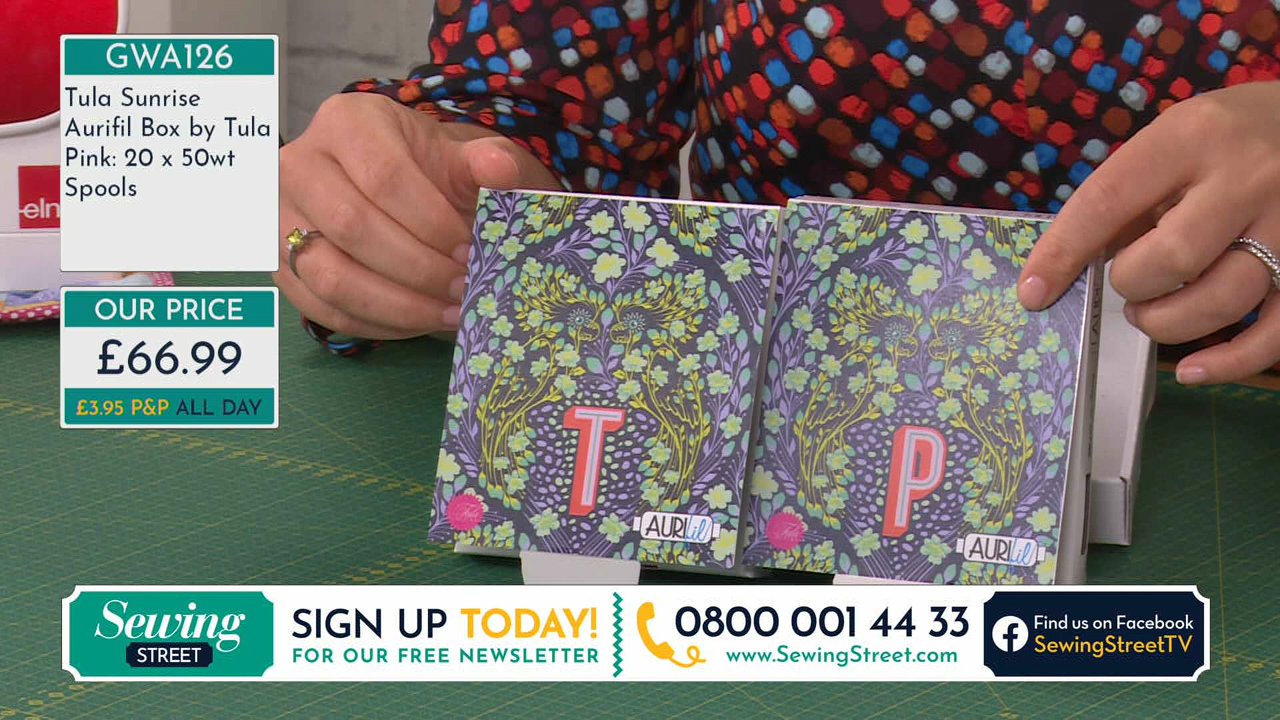 GWA126
Tula Sunrise
Aurifil Box by Tula
Pink: 20 x 50wt
Spools
OUR PRICE
£66.99
£3.95 P&P ALL DAY
eln
T
AURIfil
P
AURIfil
Sewing
STREET
SIGN UP TODAY!
FOR OUR FREE NEWSLETTER
0800 001 44 33
www.SewingStreet.com
Find us on Facebook
SewingStreetTV